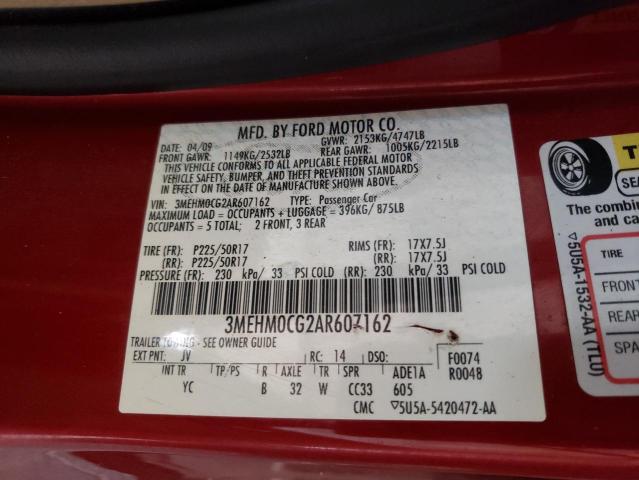 MFD. BY FORD MOTOR CO.
DATE: 04/09 GVWR: 2153KG/4747LB
FRONT GAWR: 1149KG/2532LB REAR GAWR: 1005KG/2215LB
THIS VEHICLE CONFORMS TO ALL APPLICABLE FEDERAL MOTOR
VEHICLE SAFETY, BUMPER, AND THEFT PREVENTION STANDARDS
IN EFFECT ON THE DATE OF MANUFACTURE SHOWN ABOVE.
VIN: 3MEHM0CG2AR607162 TYPE: Passenger Car
MAXIMUM LOAD = OCCUPANTS + LUGGAGE = 396KG/ 875LB
OCCUPANTS = 5 TOTAL: 2 FRONT, 3 REAR
TIRE (FR): P225/50R17 RIMS (FR): 17X7.5J
(RR): P225/50R17 (RR): 17X7.5J
PRESSURE (FR): 230 kPa/ 33 PSI COLD (RR): 230 kPa/ 33 PSI COLD
3MEHM0CG2AR607162
TRAILER TOWING - SEE OWNER GUIDE
EXT PNT: JV RC: 14 DSO: F0074
INT TR TP/PS R AXLE TR SPR ADE1A R0048
YC B 32 W CC33 605
CMC ▽5U5A-5420472-AA
▽5U5A-1532-AA (TL0)
T
SEA
The combin
and ca
TIRE
FRONT
REAR
SPA